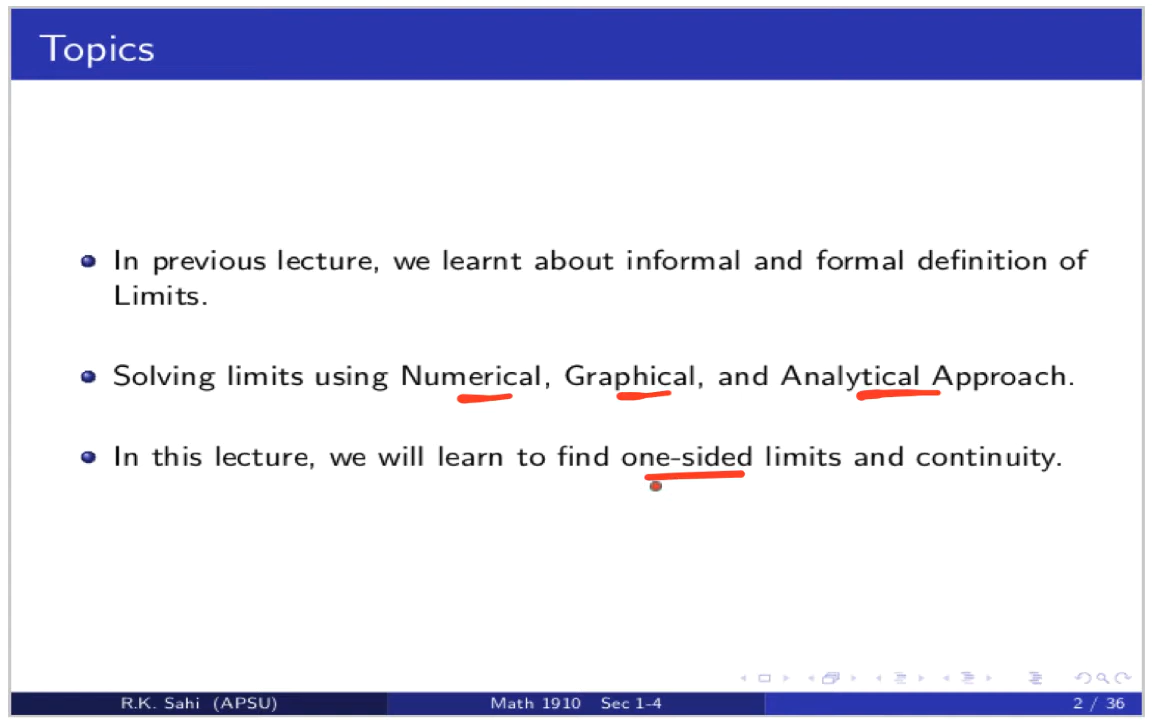 Topics
In previous lecture, we learnt about informal and formal definition of
Limits.
Solving limits using Numerical, Graphical, and Analytical Approach.
In this lecture, we will learn to find one-sided limits and continuity.
R.K. Sahi (APSU) Math 1910 Sec 1-4 2 / 36